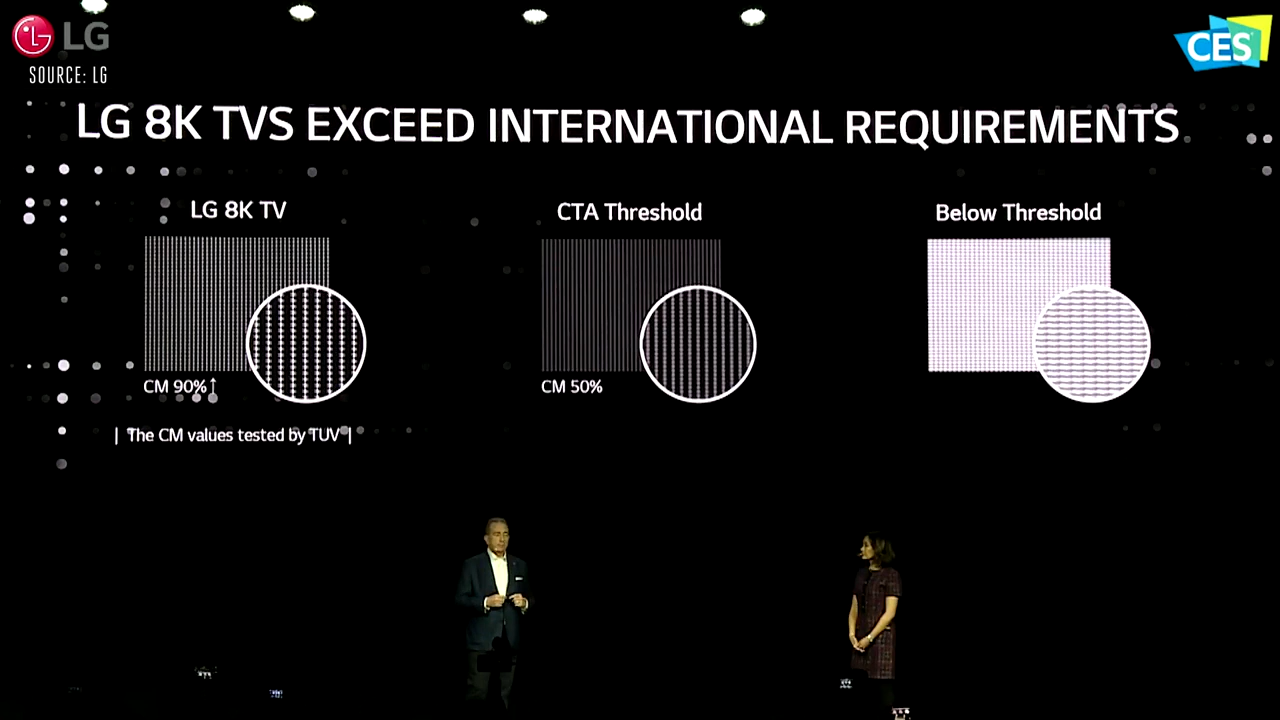 LG
SOURCE: LG
CES
LG 8K TVS EXCEED INTERNATIONAL REQUIREMENTS
LG 8K TV
CTA Threshold
Below Threshold
CM 90%↑
CM 50%
| The CM values tested by TUV |